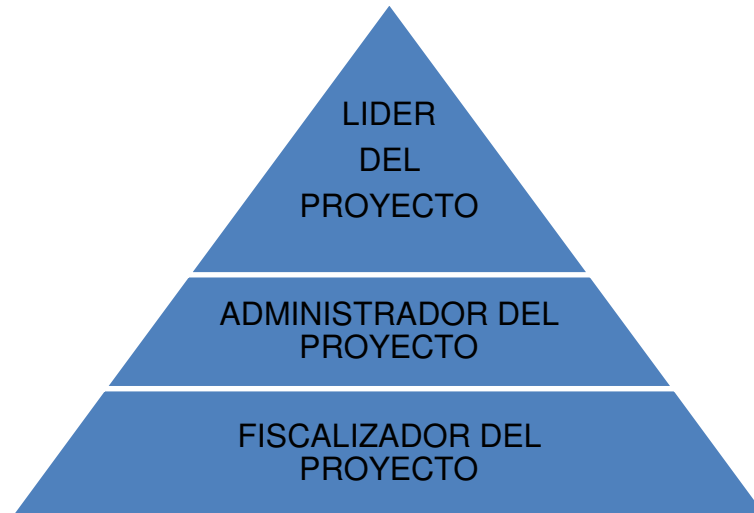 LIDER
DEL
PROYECTO
ADMINISTRADOR DEL
PROYECTO
FISCALIZADOR DEL
PROYECTO